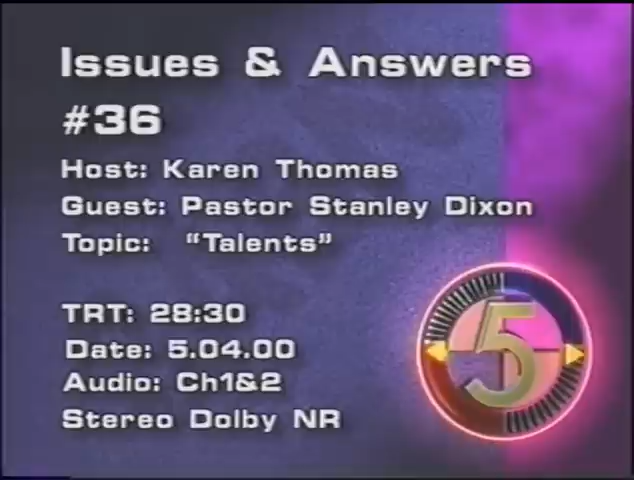 Issues & Answers
#36
Host: Karen Thomas
Guest: Pastor Stanley Dixon
Topic: “Talents”
TRT: 28:30
Date: 5.04.00
Audio: Ch1&2
Stereo Dolby NR
5